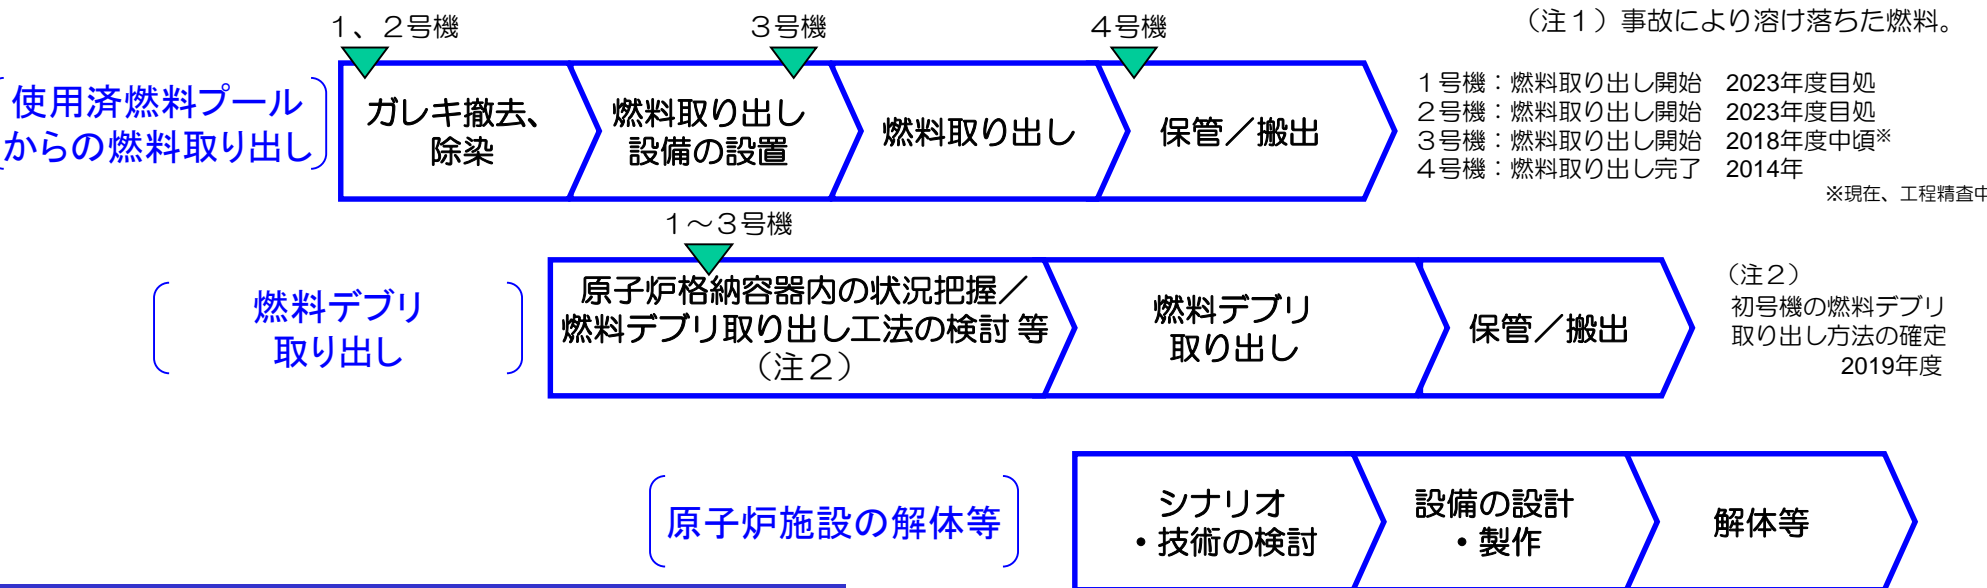 １、２号機
３号機
４号機
（注１）事故により溶け落ちた燃料。
使用済燃料プール
からの燃料取り出し
ガレキ撤去、
除染
燃料取り出し
設備の設置
燃料取り出し
保管／搬出
１号機：燃料取り出し開始　2023年度目処
２号機：燃料取り出し開始　2023年度目処
３号機：燃料取り出し開始　2018年度中頃※
４号機：燃料取り出し完了　2014年
※現在、工程精査中
１～３号機
燃料デブリ
取り出し
原子炉格納容器内の状況把握／
燃料デブリ取り出し工法の検討 等
（注２）
燃料デブリ
取り出し
保管／搬出
（注２）
初号機の燃料デブリ
取り出し方法の確定
2019年度
原子炉施設の解体等
シナリオ
・技術の検討
設備の設計
・製作
解体等